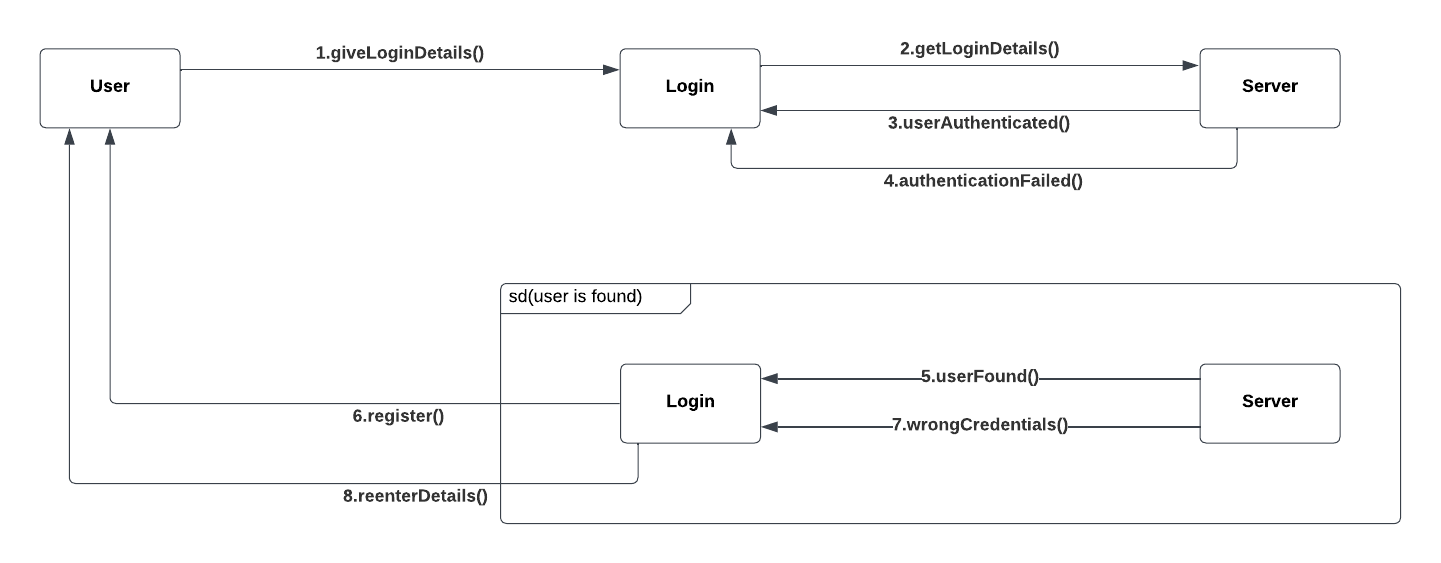 1.giveLoginDetails()
2.getLoginDetails()
User
Login
Server
3.userAuthenticated()
4.authenticationFailed()
sd(user is found)
5.userFound()
Login
Server
6.register()
7.wrongCredentials()
8.reenterDetails()